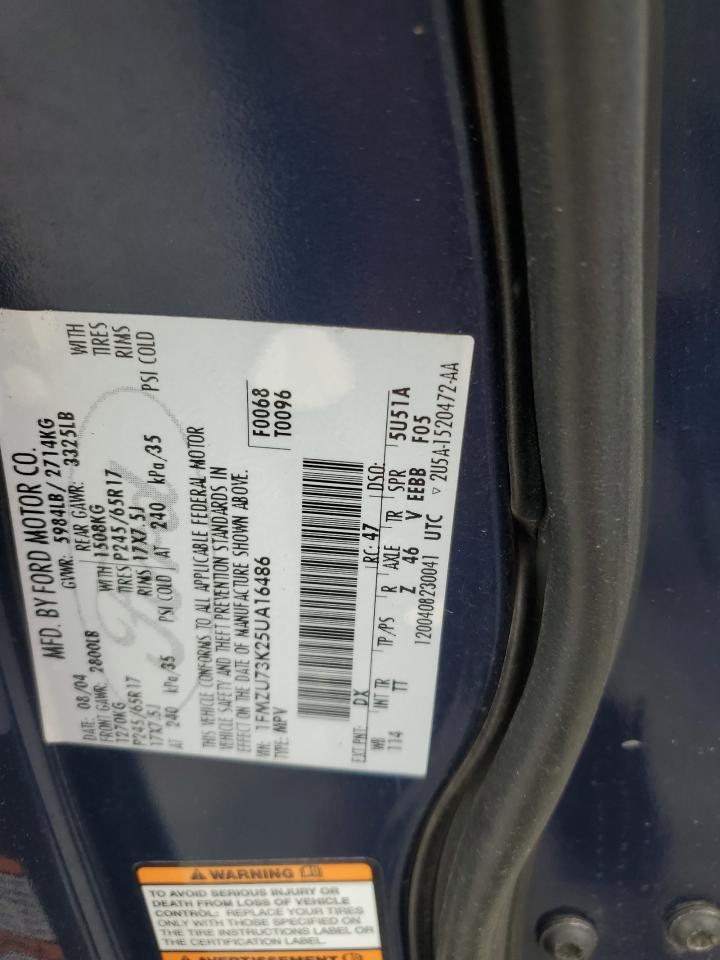 MFD. BY FORD MOTOR CO.
DATE: 08/04 GVWR: 5984LB / 2714KG
FRONT GAWR: 2800LB REAR GAWR: 3325LB WITH
1270KG WITH 1508KG TIRES
P245/65R17 TIRES P245/65R17 RIMS
17X7.5J RIMS 17X7.5J
AT 240 kPa/35 PSI COLD AT 240 kPa/35 PSI COLD
THIS VEHICLE CONFORMS TO ALL APPLICABLE FEDERAL MOTOR
VEHICLE SAFETY AND THEFT PREVENTION STANDARDS IN
EFFECT ON THE DATE OF MANUFACTURE SHOWN ABOVE.
VIN: 1FMZU73K25UA16486 F0068
TYPE: MPV T0096
EXT PNT: DX RC: 47 DSO:
WB INT TR TP/PS R AXLE TR SPR 5U51A
114 TT Z 46 V EEBB F05
1200408230041 UTC ▽ 2U5A-1520472-AA
⚠ WARNING
TO AVOID SERIOUS INJURY OR
DEATH FROM LOSS OF VEHICLE
CONTROL: REPLACE YOUR TIRES
ONLY WITH THOSE SPECIFIED ON
THE TIRE INSTRUCTIONS LABEL OR
THE CERTIFICATION LABEL.
⚠ AVERTISSEMENT